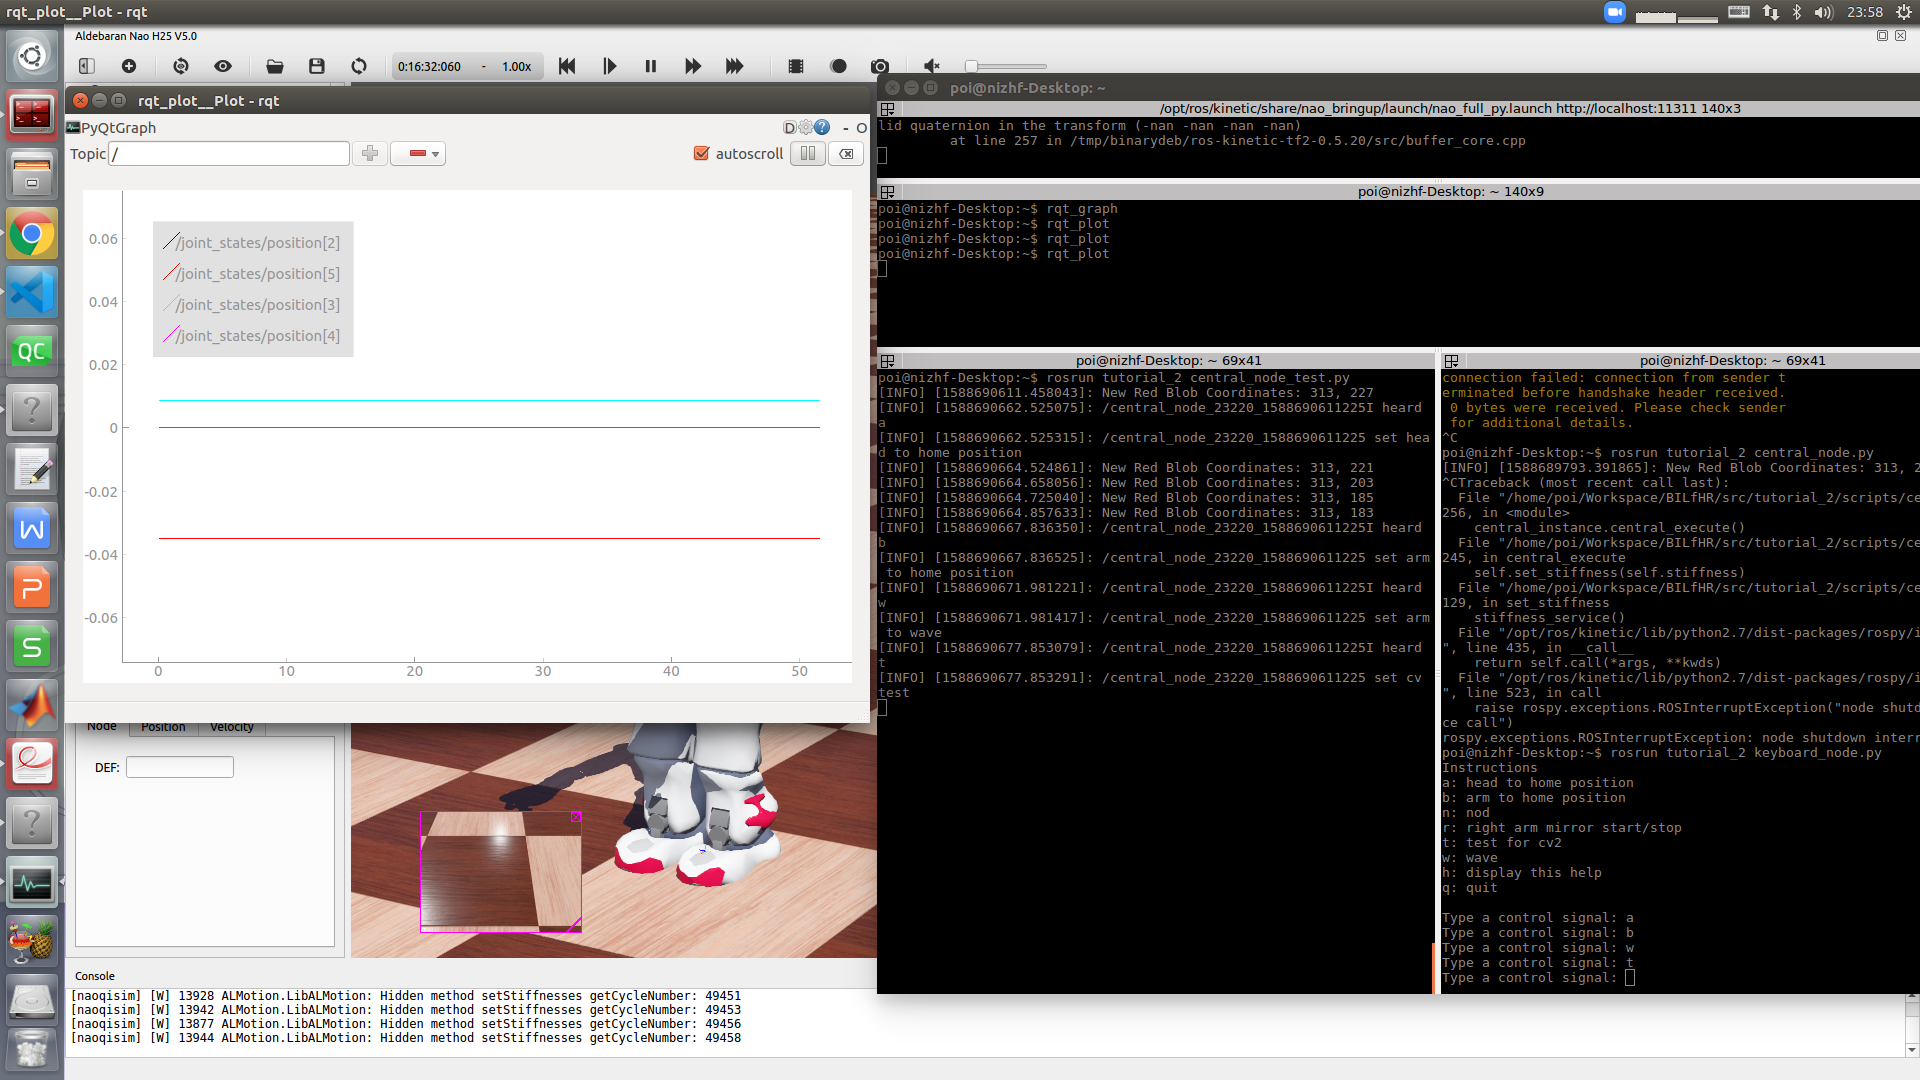 rqt_plot__Plot - rqt
23:58
Aldebaran Nao H25 V5.0
0:16:32:060 - 1.00x
rqt_plot__Plot - rqt
PyQtGraph
D
- O
Topic /
autoscroll
0.06
0.04
0.02
0
-0.02
-0.04
-0.06
/joint_states/position[2]
/joint_states/position[5]
/joint_states/position[3]
/joint_states/position[4]
0 10 20 30 40 50
Node Position Velocity
DEF:
Console
[naoqisim] [W] 13928 ALMotion.LibALMotion: Hidden method setStiffnesses getCycleNumber: 49451
[naoqisim] [W] 13942 ALMotion.LibALMotion: Hidden method setStiffnesses getCycleNumber: 49453
[naoqisim] [W] 13877 ALMotion.LibALMotion: Hidden method setStiffnesses getCycleNumber: 49456
[naoqisim] [W] 13944 ALMotion.LibALMotion: Hidden method setStiffnesses getCycleNumber: 49458
poi@nizhf-Desktop: ~
/opt/ros/kinetic/share/nao_bringup/launch/nao_full_py.launch http://localhost:11311 140x3
lid quaternion in the transform (-nan -nan -nan -nan)
at line 257 in /tmp/binarydeb/ros-kinetic-tf2-0.5.20/src/buffer_core.cpp
poi@nizhf-Desktop: ~ 140x9
poi@nizhf-Desktop:~$ rqt_graph
poi@nizhf-Desktop:~$ rqt_plot
poi@nizhf-Desktop:~$ rqt_plot
poi@nizhf-Desktop:~$ rqt_plot
poi@nizhf-Desktop: ~ 69x41
poi@nizhf-Desktop:~$ rosrun tutorial_2 central_node_test.py
[INFO] [1588690611.458043]: New Red Blob Coordinates: 313, 227
[INFO] [1588690662.525075]: /central_node_23220_1588690611225I heard
a
[INFO] [1588690662.525315]: /central_node_23220_1588690611225 set hea
d to home position
[INFO] [1588690664.524861]: New Red Blob Coordinates: 313, 221
[INFO] [1588690664.658056]: New Red Blob Coordinates: 313, 203
[INFO] [1588690664.725040]: New Red Blob Coordinates: 313, 185
[INFO] [1588690664.857633]: New Red Blob Coordinates: 313, 183
[INFO] [1588690667.836350]: /central_node_23220_1588690611225I heard
b
[INFO] [1588690667.836525]: /central_node_23220_1588690611225 set arm
to home position
[INFO] [1588690671.981221]: /central_node_23220_1588690611225I heard
w
[INFO] [1588690671.981417]: /central_node_23220_1588690611225 set arm
to wave
[INFO] [1588690677.853079]: /central_node_23220_1588690611225I heard
t
[INFO] [1588690677.853291]: /central_node_23220_1588690611225 set cv
test
poi@nizhf-Desktop: ~ 69x41
connection failed: connection from sender t
erminated before handshake header received.
0 bytes were received. Please check sender
for additional details.
^C
poi@nizhf-Desktop:~$ rosrun tutorial_2 central_node.py
[INFO] [1588689793.391865]: New Red Blob Coordinates: 313, 2
^CTraceback (most recent call last):
File "/home/poi/Workspace/BILfHR/src/tutorial_2/scripts/ce
256, in <module>
central_instance.central_execute()
File "/home/poi/Workspace/BILfHR/src/tutorial_2/scripts/ce
245, in central_execute
self.set_stiffness(self.stiffness)
File "/home/poi/Workspace/BILfHR/src/tutorial_2/scripts/ce
129, in set_stiffness
stiffness_service()
File "/opt/ros/kinetic/lib/python2.7/dist-packages/rospy/i
", line 435, in __call__
return self.call(*args, **kwds)
File "/opt/ros/kinetic/lib/python2.7/dist-packages/rospy/i
", line 523, in call
raise rospy.exceptions.ROSInterruptException("node shutd
ce call")
rospy.exceptions.ROSInterruptException: node shutdown interr
poi@nizhf-Desktop:~$ rosrun tutorial_2 keyboard_node.py
Instructions
a: head to home position
b: arm to home position
n: nod
r: right arm mirror start/stop
t: test for cv2
w: wave
h: display this help
q: quit
Type a control signal: a
Type a control signal: b
Type a control signal: w
Type a control signal: t
Type a control signal:
QC
W
P
S